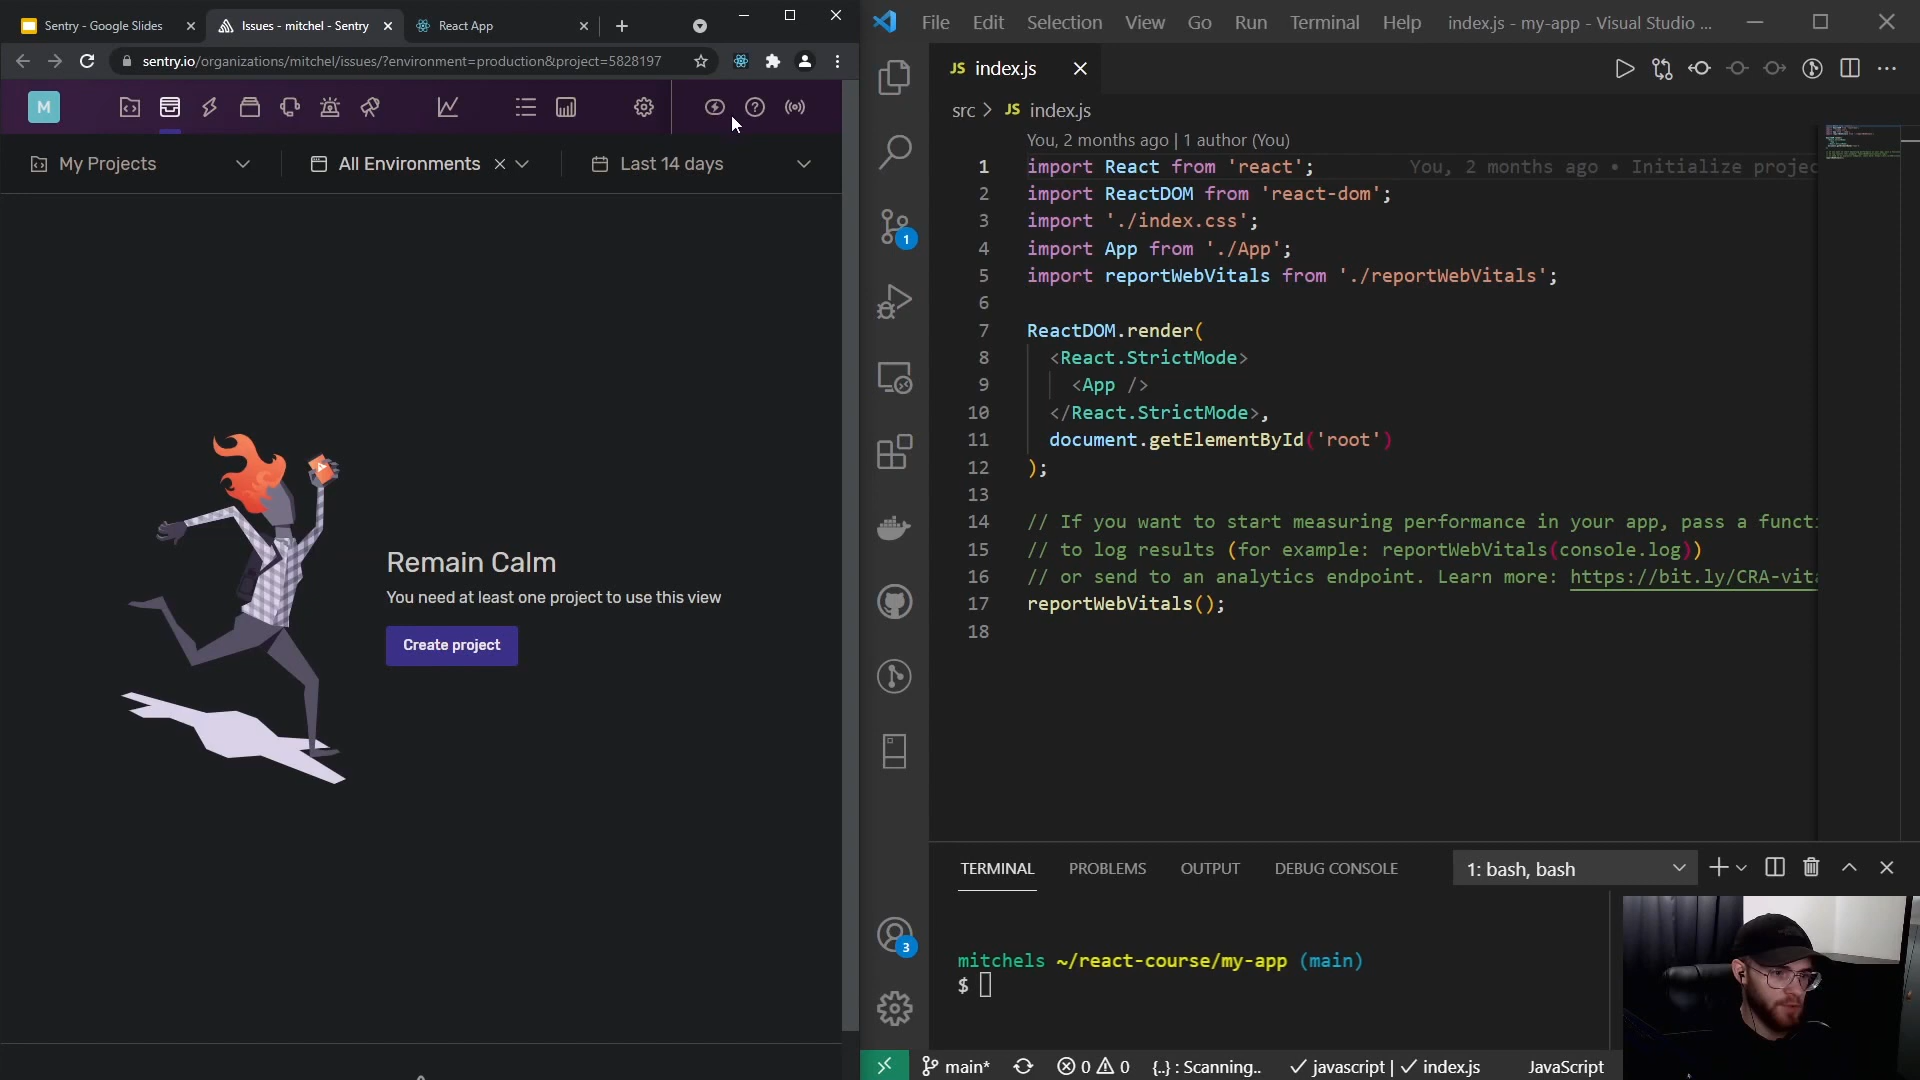 Sentry - Google Slides
Issues - mitchel - Sentry
React App
sentry.io/organizations/mitchel/issues/?environment=production&project=5828197
M
My Projects
All Environments
Last 14 days
Remain Calm
You need at least one project to use this view
Create project
File Edit Selection View Go Run Terminal Help
index.js - my-app - Visual Studio ...
JS index.js
src > JS index.js
You, 2 months ago | 1 author (You)
1 import React from 'react'; You, 2 months ago • Initialize projec
2 import ReactDOM from 'react-dom';
3 import './index.css';
4 import App from './App';
5 import reportWebVitals from './reportWebVitals';
6
7 ReactDOM.render(
8 <React.StrictMode>
9 <App />
10 </React.StrictMode>,
11 document.getElementById('root')
12 );
13
14 // If you want to start measuring performance in your app, pass a functi
15 // to log results (for example: reportWebVitals(console.log))
16 // or send to an analytics endpoint. Learn more: https://bit.ly/CRA-vita
17 reportWebVitals();
18
1
3
TERMINAL PROBLEMS OUTPUT DEBUG CONSOLE
1: bash, bash
mitchels ~/react-course/my-app (main)
$
main* 0 0 {..} : Scanning.. ✓ javascript | ✓ index.js JavaScript